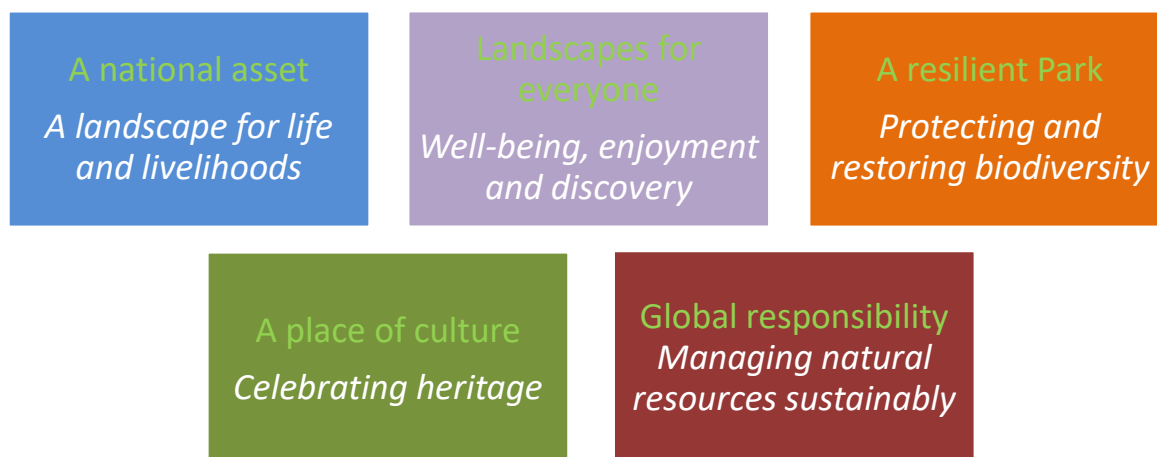 A national asset
A landscape for life
and livelihoods
Landscapes for
everyone
Well-being, enjoyment
and discovery
A resilient Park
Protecting and
restoring biodiversity
A place of culture
Celebrating heritage
Global responsibility
Managing natural
resources sustainably